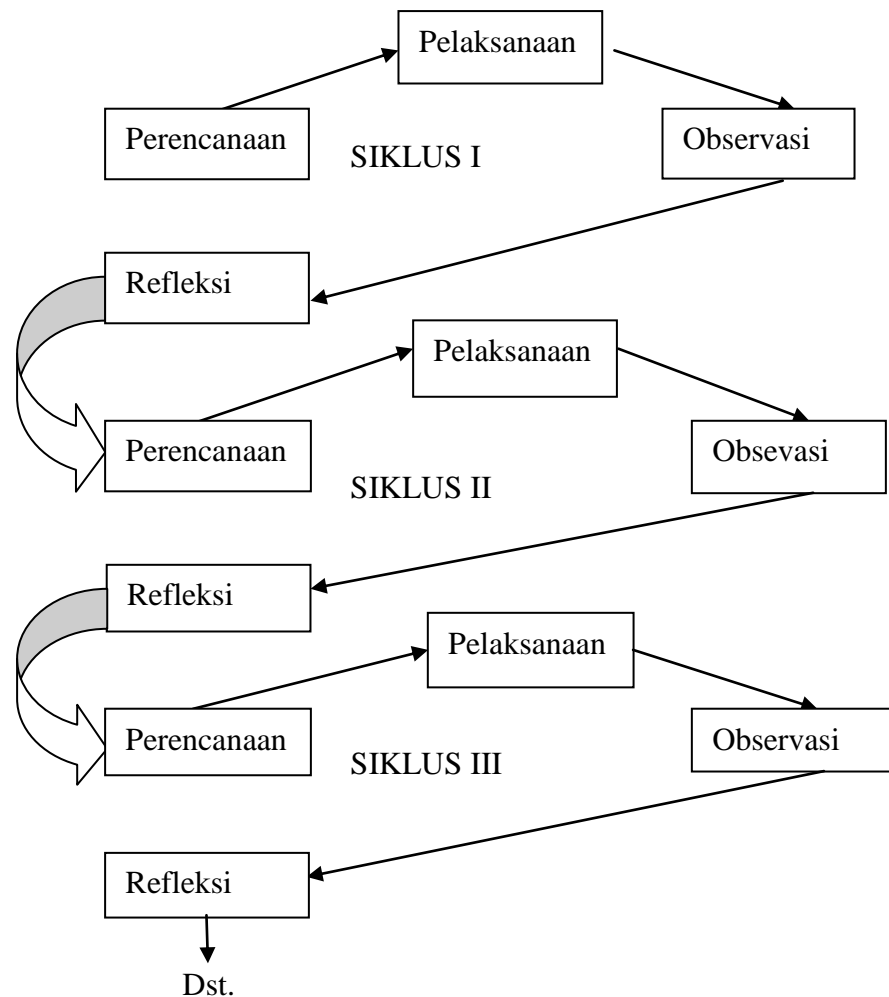 Pelaksanaan
Perencanaan
SIKLUS I
Observasi
Refleksi
Pelaksanaan
Perencanaan
SIKLUS II
Obsevasi
Refleksi
Pelaksanaan
Perencanaan
SIKLUS III
Observasi
Refleksi
Dst.